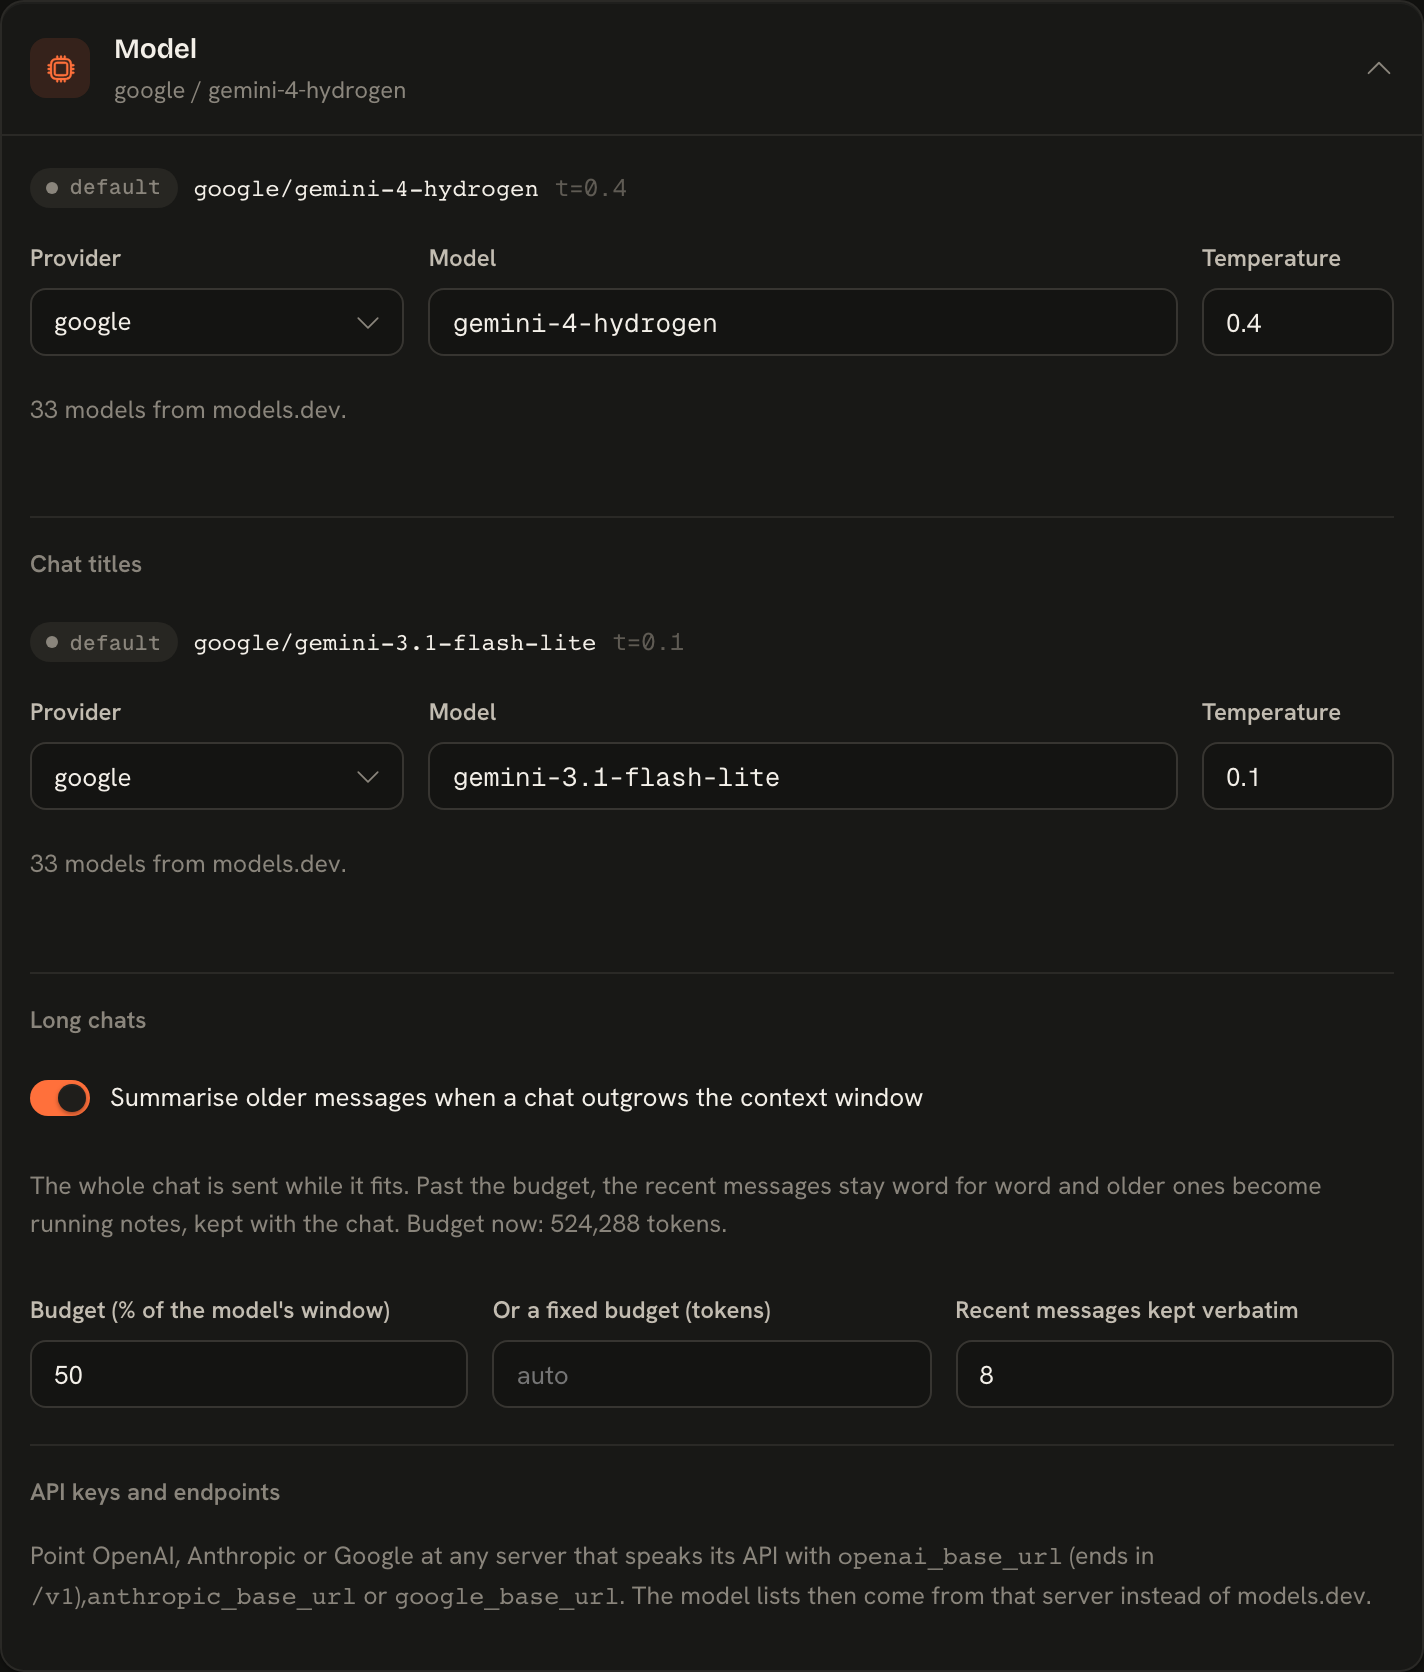 Model
google / gemini-4-hydrogen
default google/gemini-4-hydrogen t=0.4
Provider Model Temperature
google gemini-4-hydrogen 0.4
33 models from models.dev.
Chat titles
default google/gemini-3.1-flash-lite t=0.1
Provider Model Temperature
google gemini-3.1-flash-lite 0.1
33 models from models.dev.
Long chats
Summarise older messages when a chat outgrows the context window
The whole chat is sent while it fits. Past the budget, the recent messages stay word for word and older ones become
running notes, kept with the chat. Budget now: 524,288 tokens.
Budget (% of the model's window) Or a fixed budget (tokens) Recent messages kept verbatim
50 auto 8
API keys and endpoints
Point OpenAI, Anthropic or Google at any server that speaks its API with openai_base_url (ends in
/v1),anthropic_base_url or google_base_url. The model lists then come from that server instead of models.dev.